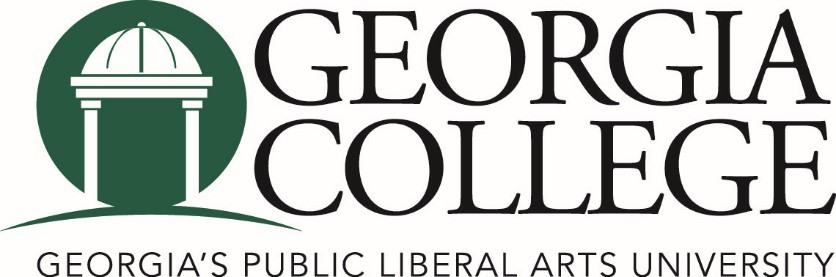 GEORGIA
COLLEGE
GEORGIA'S PUBLIC LIBERAL ARTS UNIVERSITY